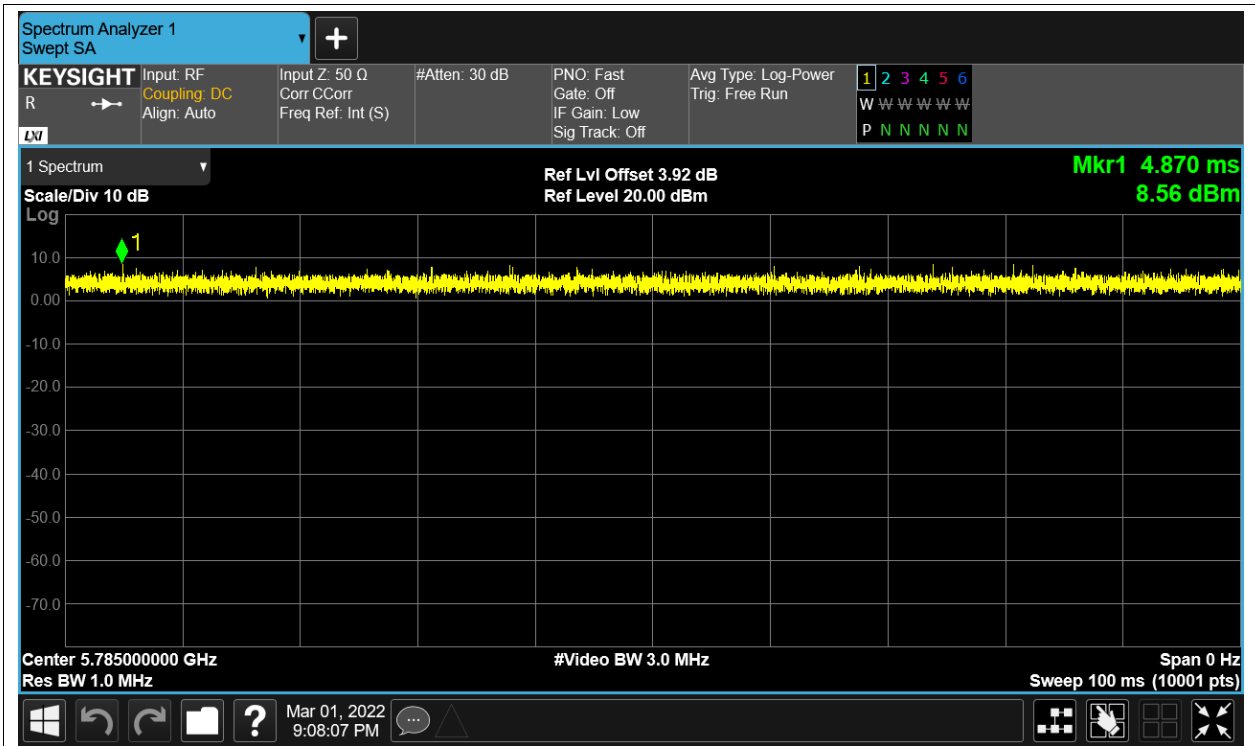 Spectrum Analyzer 1
Swept SA
KEYSIGHT
R
LXI
Input: RF
Coupling: DC
Align: Auto
Input Z: 50 Ω
Corr CCorr
Freq Ref: Int (S)
#Atten: 30 dB
PNO: Fast
Gate: Off
IF Gain: Low
Sig Track: Off
Avg Type: Log-Power
Trig: Free Run
1 2 3 4 5 6
W W W W W W
P N N N N N
1 Spectrum
Scale/Div 10 dB
Log
Ref Lvl Offset 3.92 dB
Ref Level 20.00 dBm
Mkr1 4.870 ms
8.56 dBm
1
10.0
0.00
-10.0
-20.0
-30.0
-40.0
-50.0
-60.0
-70.0
Center 5.785000000 GHz
Res BW 1.0 MHz
#Video BW 3.0 MHz
Span 0 Hz
Sweep 100 ms (10001 pts)
?
Mar 01, 2022
9:08:07 PM